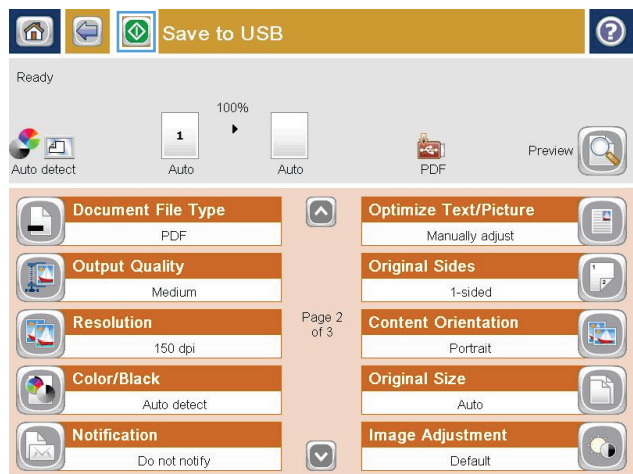 Save to USB
?
Ready
100%
1
Auto detect
Auto
Auto
PDF
Preview
Document File Type
PDF
Output Quality
Medium
Resolution
150 dpi
Color/Black
Auto detect
Notification
Do not notify
Page 2
of 3
Optimize Text/Picture
Manually adjust
Original Sides
1-sided
1
2
Content Orientation
Portrait
Original Size
Auto
Image Adjustment
Default